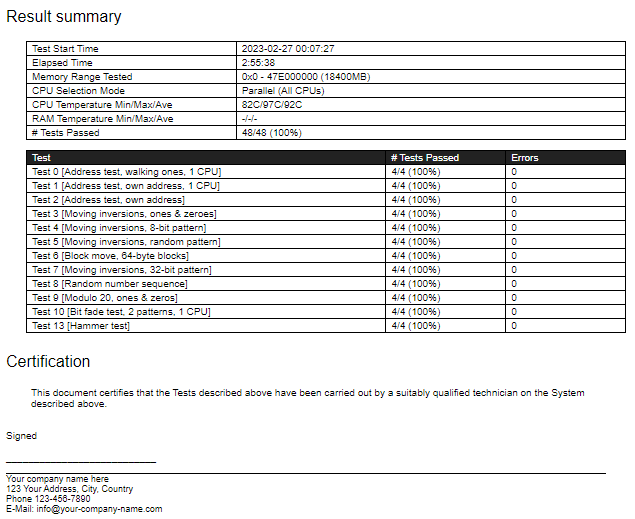 Result summary
Test Start Time 2023-02-27 00:07:27
Elapsed Time 2:55:38
Memory Range Tested 0x0 - 47E000000 (18400MB)
CPU Selection Mode Parallel (All CPUs)
CPU Temperature Min/Max/Ave 82C/97C/92C
RAM Temperature Min/Max/Ave -/-/-
# Tests Passed 48/48 (100%)
Test # Tests Passed Errors
Test 0 [Address test, walking ones, 1 CPU] 4/4 (100%) 0
Test 1 [Address test, own address, 1 CPU] 4/4 (100%) 0
Test 2 [Address test, own address] 4/4 (100%) 0
Test 3 [Moving inversions, ones & zeroes] 4/4 (100%) 0
Test 4 [Moving inversions, 8-bit pattern] 4/4 (100%) 0
Test 5 [Moving inversions, random pattern] 4/4 (100%) 0
Test 6 [Block move, 64-byte blocks] 4/4 (100%) 0
Test 7 [Moving inversions, 32-bit pattern] 4/4 (100%) 0
Test 8 [Random number sequence] 4/4 (100%) 0
Test 9 [Modulo 20, ones & zeros] 4/4 (100%) 0
Test 10 [Bit fade test, 2 patterns, 1 CPU] 4/4 (100%) 0
Test 13 [Hammer test] 4/4 (100%) 0
Certification
This document certifies that the Tests described above have been carried out by a suitably qualified technician on the System
described above.
Signed
Your company name here
123 Your Address, City, Country
Phone 123-456-7890
E-Mail: info@your-company-name.com